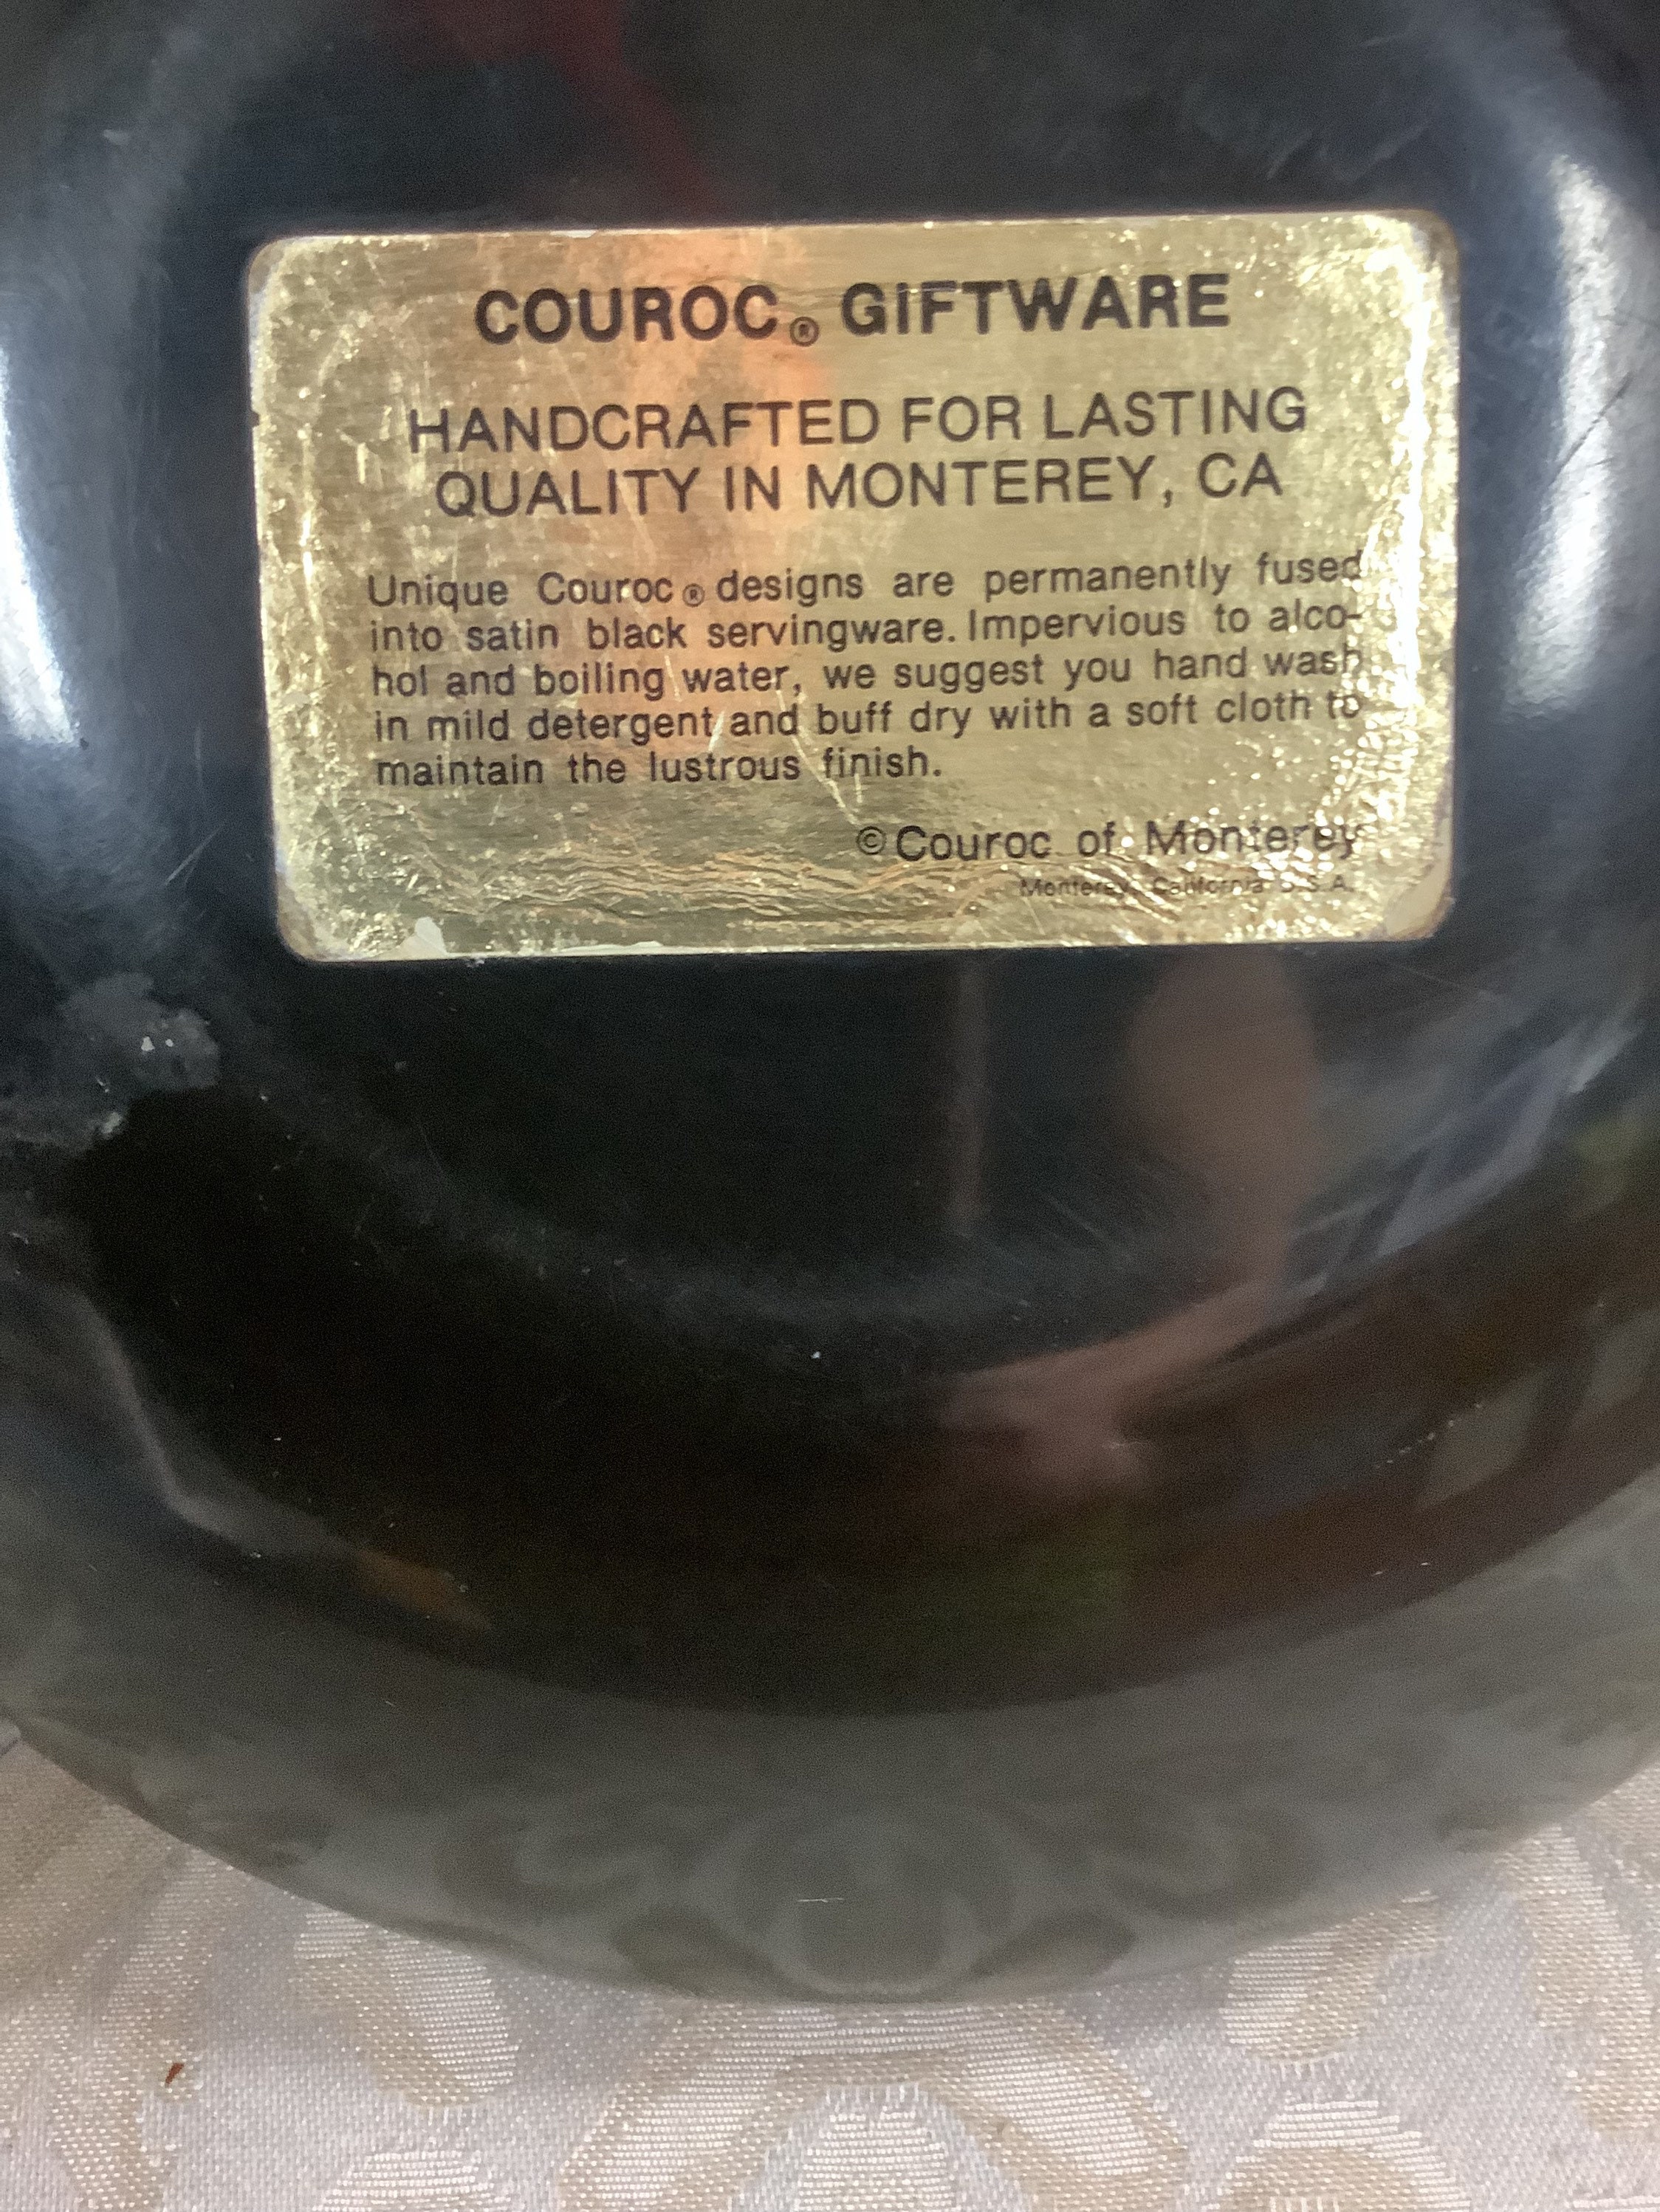 COUROC® GIFTWARE
HANDCRAFTED FOR LASTING
QUALITY IN MONTEREY, CA
Unique Couroc® designs are permanently fused
into satin black servingware. Impervious to alco-
hol and boiling water, we suggest you hand wash
in mild detergent and buff dry with a soft cloth to
maintain the lustrous finish.
©Couroc of Monterey
Monterey, California U.S.A.